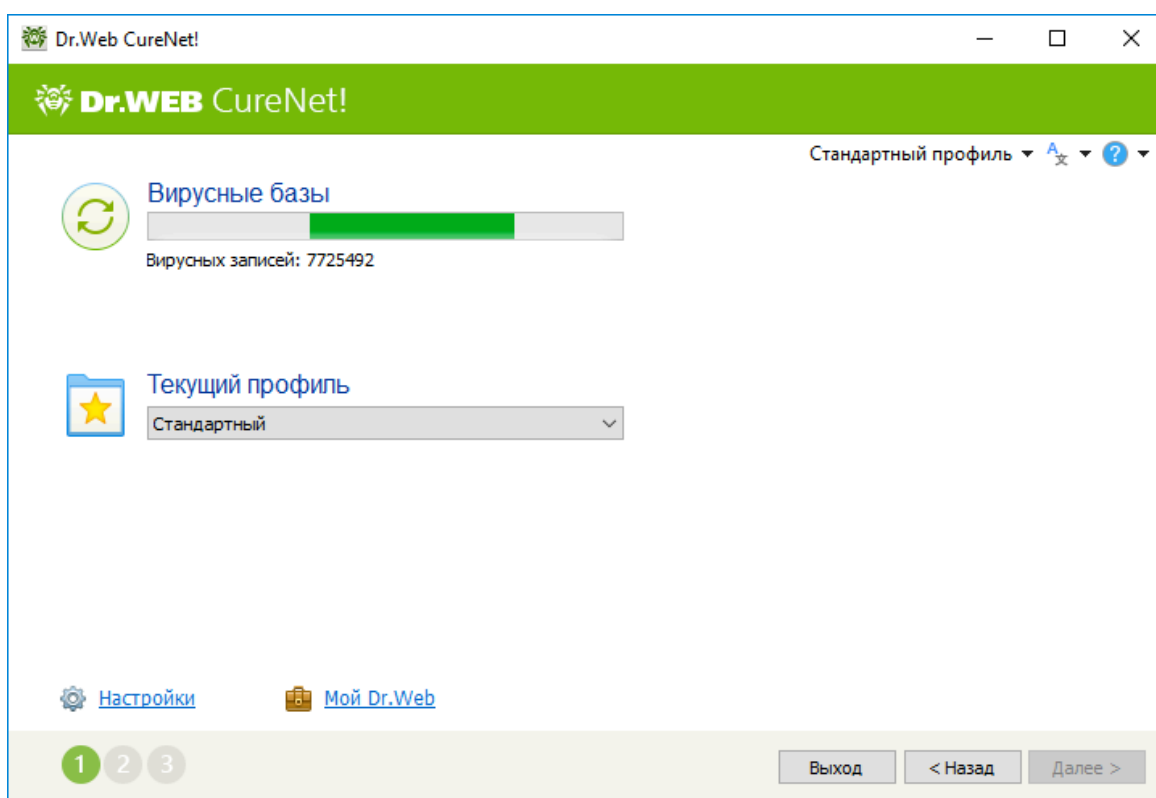 Dr.Web CureNet!
Dr.WEB CureNet!
Стандартный профиль
Вирусные базы
Вирусных записей: 7725492
Текущий профиль
Стандартный
Настройки Мой Dr.Web
1 2 3 Выход < Назад Далее >